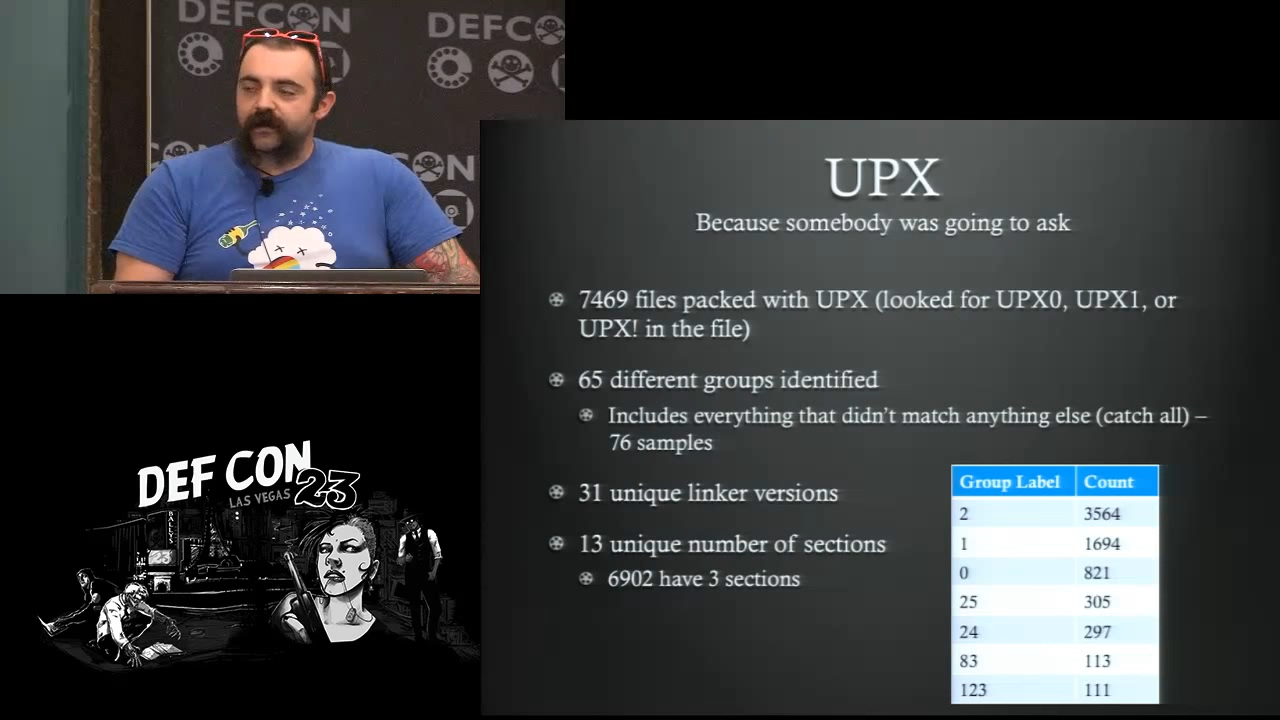 DEFCON
DEFCON
CON
CON
UPX
Because somebody was going to ask
7469 files packed with UPX (looked for UPX0, UPX1, or
UPX! in the file)
65 different groups identified
Includes everything that didn't match anything else (catch all) –
76 samples
31 unique linker versions
13 unique number of sections
6902 have 3 sections
Group Label Count
2 3564
1 1694
0 821
25 305
24 297
83 113
123 111
DEF CON
LAS VEGAS 23
BALLYS